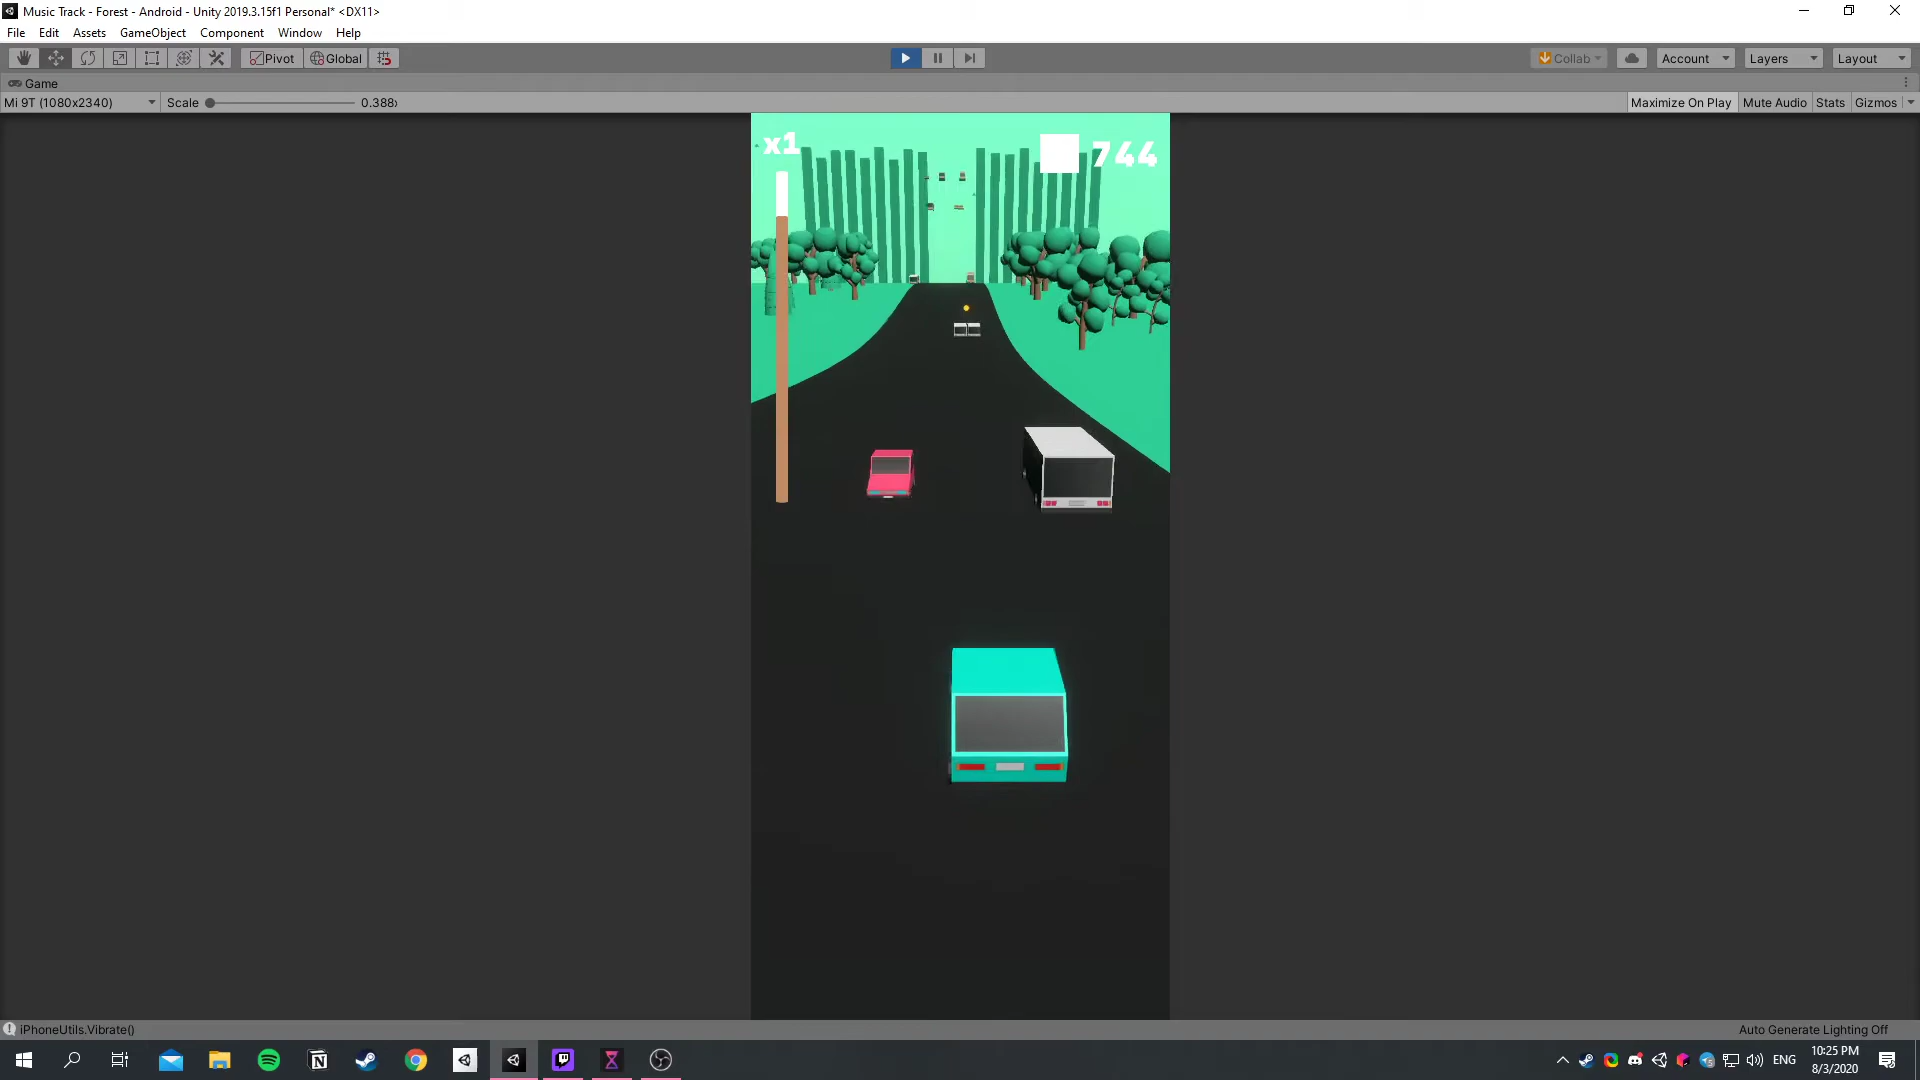 Music Track - Forest - Android - Unity 2019.3.15f1 Personal* <DX11>
File Edit Assets GameObject Component Window Help
Pivot Global Collab Account Layers Layout
Game
Mi 9T (1080x2340) Scale 0.388x Maximize On Play Mute Audio Stats Gizmos
x1 744
iPhoneUtils.Vibrate() Auto Generate Lighting Off
ENG 10:25 PM
8/3/2020